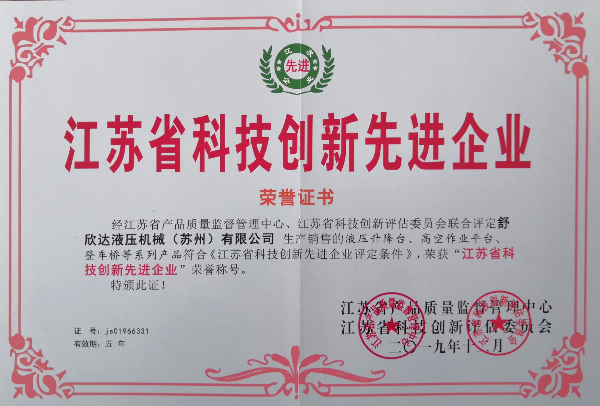 江苏
先进
企业
江苏省科技创新先进企业
荣誉证书
经江苏省产品质量监督管理中心、江苏省科技创新评估委员会联合评定舒
欣达液压机械（苏州）有限公司 生产销售的液压升降台、高空作业平台、
登车桥等系列产品符合《江苏省科技创新先进企业评定条件》，荣获“江苏省科
技创新先进企业”荣誉称号。
特颁此证！
江苏省产品质量监督管理中心
江苏省科技创新评估委员会
二〇一九年十二月
证 号：js01966331
有效期：五 年